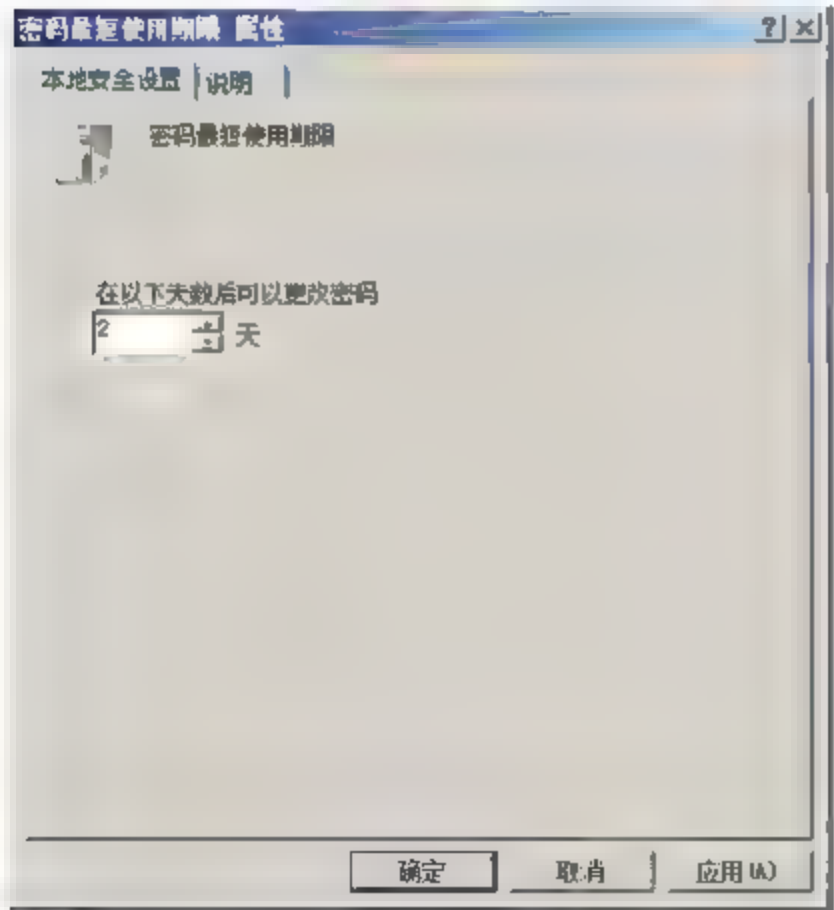 密码最短使用期限 属性
本地安全设置 说明
密码最短使用期限
在以下天数后可以更改密码
2 天
确定 取消 应用(A)